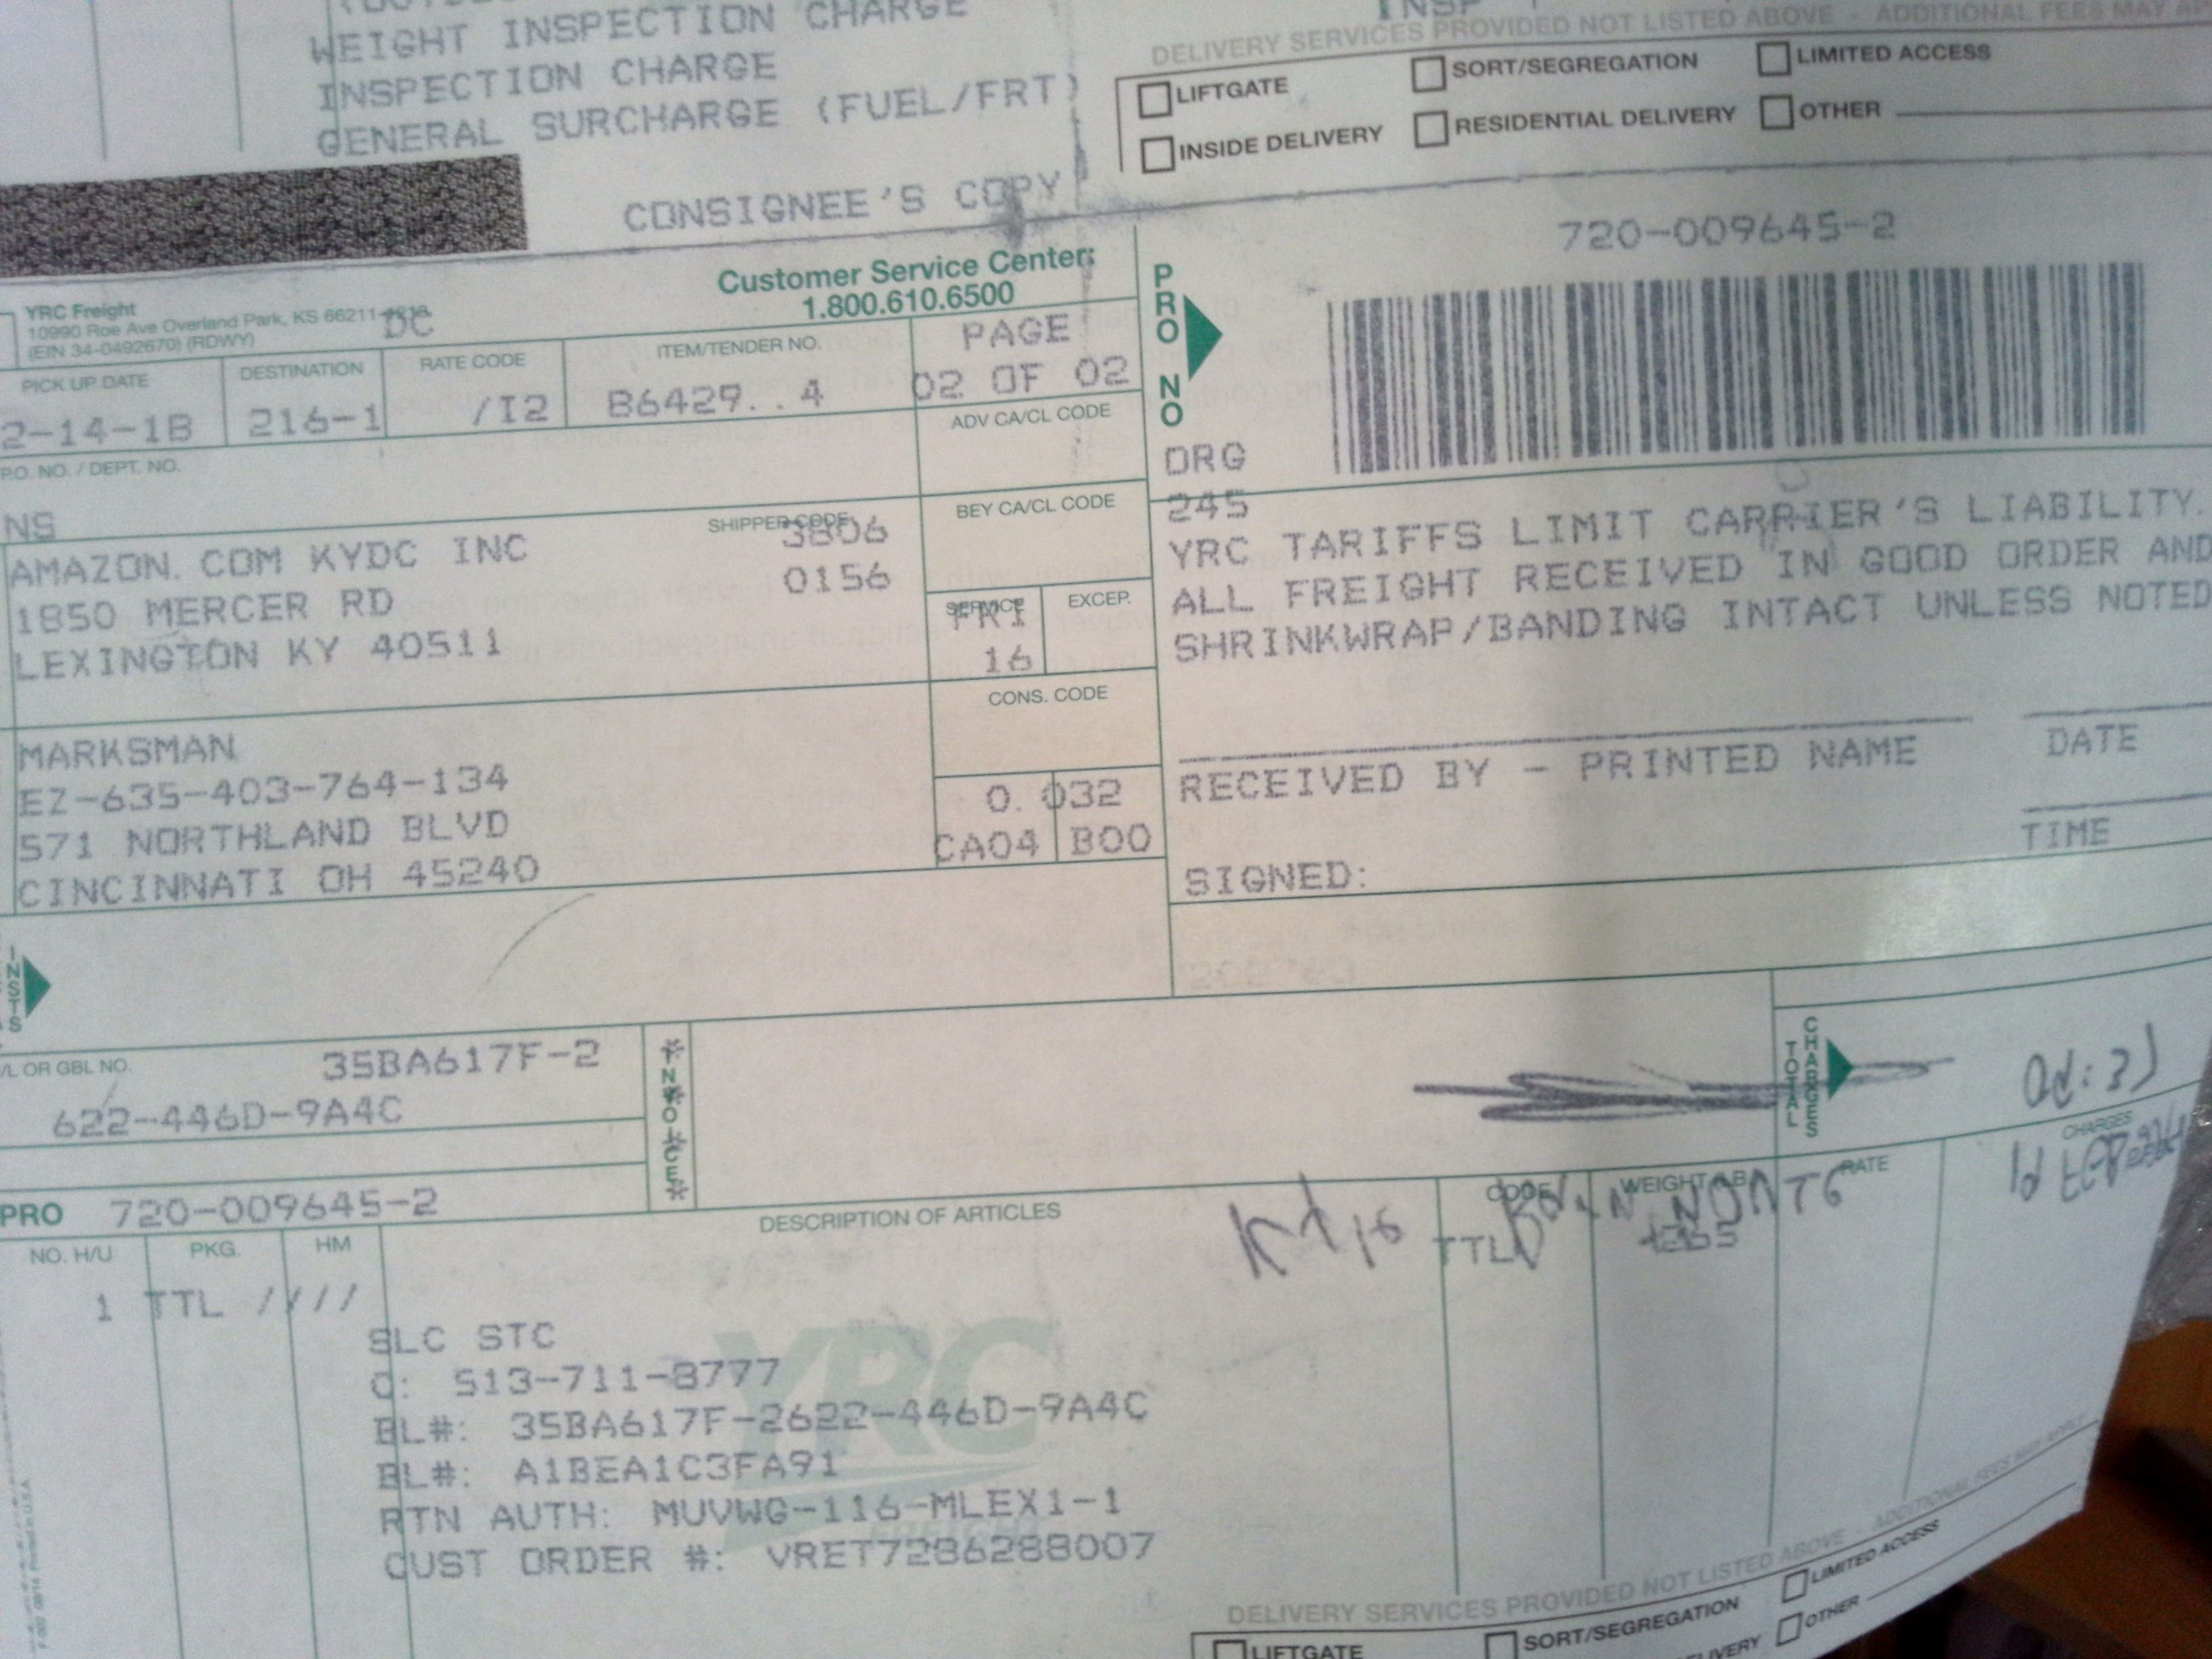 WEIGHT INSPECTION CHARGE
INSPECTION CHARGE
GENERAL SURCHARGE (FUEL/FRT)
INSP
DELIVERY SERVICES PROVIDED NOT LISTED ABOVE - ADDITIONAL FEES MAY
LIFTGATE SORT/SEGREGATION LIMITED ACCESS
INSIDE DELIVERY RESIDENTIAL DELIVERY OTHER
CONSIGNEE'S COPY
720-009645-2
Customer Service Center:
1.800.610.6500
PRO NO
YRC Freight
10990 Roe Ave Overland Park, KS 66211
DC
(EIN 34-0492670) (RDWY)
PICK UP DATE DESTINATION RATE CODE ITEM/TENDER NO. PAGE
2-14-18 216-1 /I2 B6429..4 02 OF 02
P.O. NO. / DEPT. NO. ADV CA/CL CODE
ORG
245
NS
SHIPPER CODE 3806
0156
BEY CA/CL CODE
AMAZON.COM KYDC INC
1850 MERCER RD
LEXINGTON KY 40511
SERVICE EXCEP.
FRI
16
YRC TARIFFS LIMIT CARRIER'S LIABILITY.
ALL FREIGHT RECEIVED IN GOOD ORDER AND
SHRINKWRAP/BANDING INTACT UNLESS NOTED
CONS. CODE
MARKSMAN
EZ-635-403-764-134
571 NORTHLAND BLVD
CINCINNATI OH 45240
0.032
CA04 B00
RECEIVED BY - PRINTED NAME DATE
TIME
SIGNED:
INSTS
/L OR GBL NO. 35BA617F-2
622-446D-9A4C
*INVOICE*
TOTAL CHARGES
PRO 720-009645-2
NO. H/U PKG. HM DESCRIPTION OF ARTICLES CODE WEIGHT RATE CHARGES
TTL
1 TTL ////
SLC STC
C: 513-711-8777
BL#: 35BA617F-2622-446D-9A4C
BL#: A1BEA1C3FA91
RTN AUTH: MUVWG-116-MLEX1-1
CUST ORDER #: VRET7286288007
YRC
FREIGHT
DELIVERY SERVICES PROVIDED NOT LISTED ABOVE - ADDITIONAL FEES MAY APPLY
LIFTGATE SORT/SEGREGATION LIMITED ACCESS
OTHER